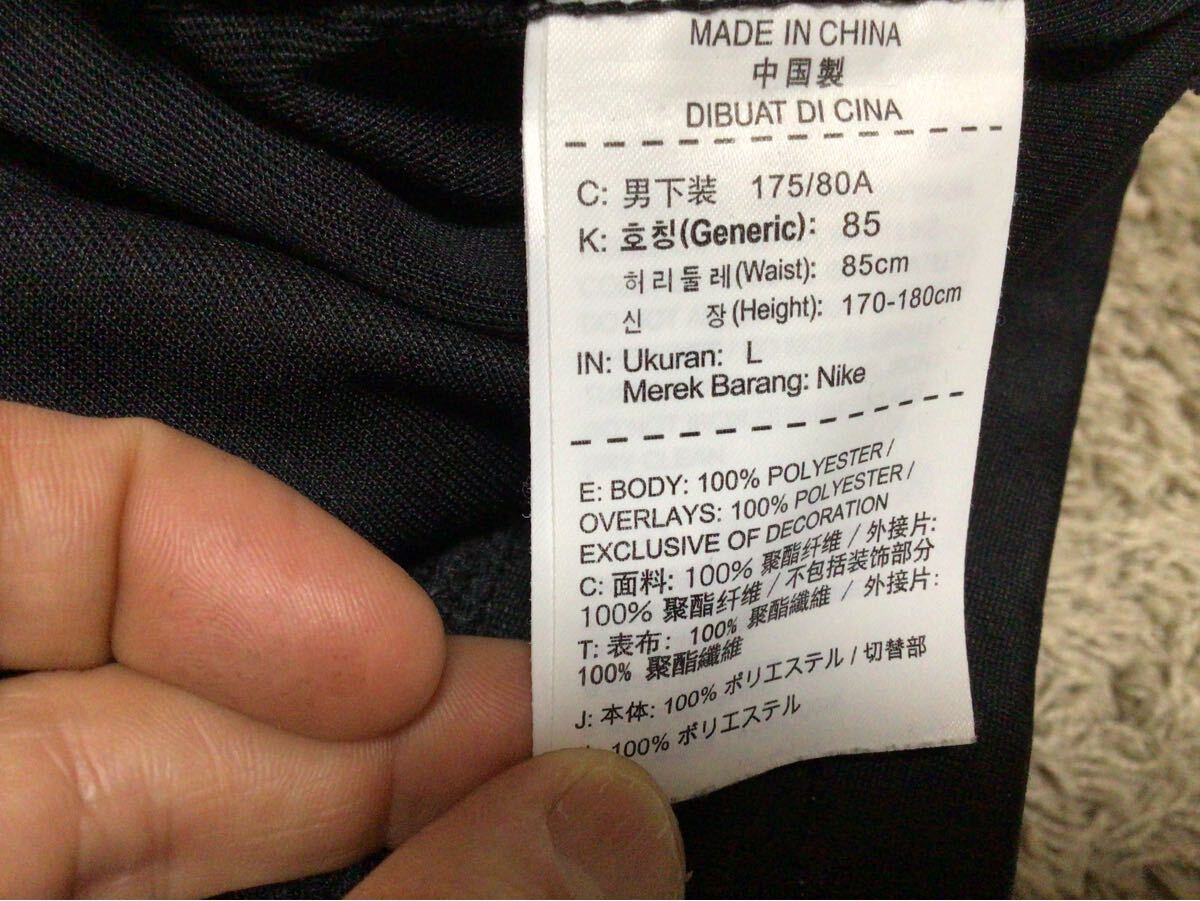 MADE IN CHINA
中国製
DIBUAT DI CINA
C: 男下装 175/80A
K: 호칭(Generic): 85
허리둘레(Waist): 85cm
신 장(Height): 170-180cm
IN: Ukuran: L
Merek Barang: Nike
E: BODY: 100% POLYESTER /
OVERLAYS: 100% POLYESTER /
EXCLUSIVE OF DECORATION
C: 面料: 100% 聚酯纤维 / 外接片:
100% 聚酯纤维 / 不包括装饰部分
T: 表布: 100% 聚酯纖維 / 外接片:
100% 聚酯纖維
J: 本体: 100% ポリエステル / 切替部
100% ポリエステル